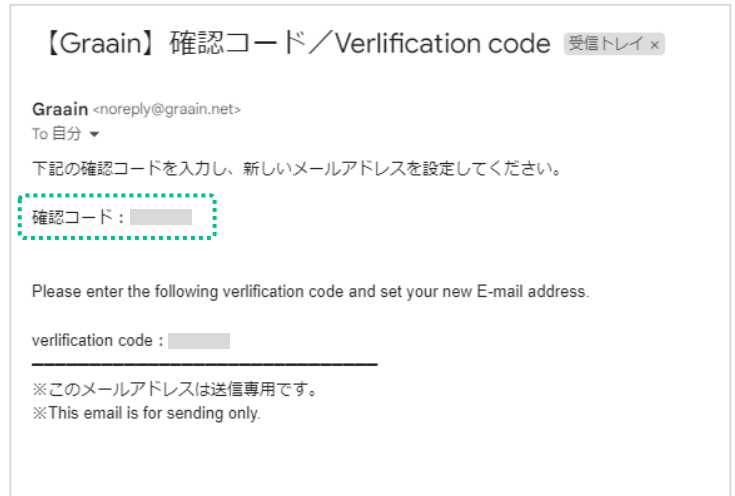 【Graain】確認コード／Verlification code 受信トレイ ×
Graain <noreply@graain.net>
To 自分
下記の確認コードを入力し、新しいメールアドレスを設定してください。
確認コード：
Please enter the following verlification code and set your new E-mail address.
verlification code：
※このメールアドレスは送信専用です。
※This email is for sending only.